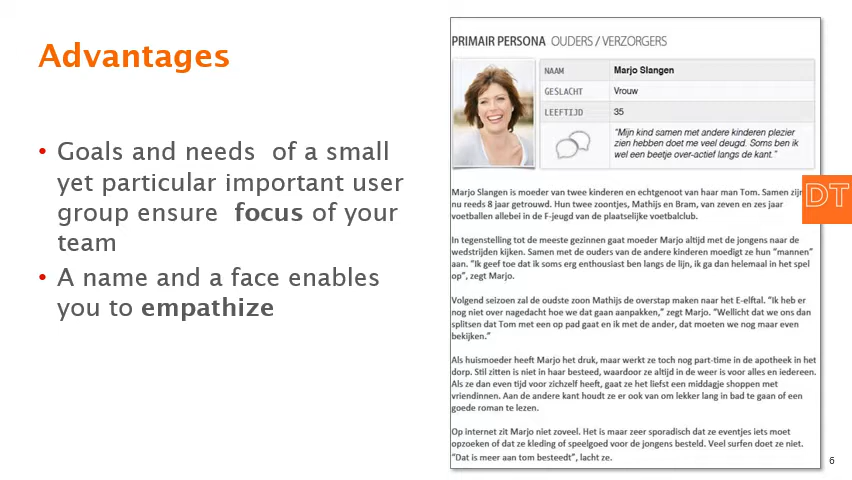 Advantages
• Goals and needs of a small
yet particular important user
group ensure focus of your
team
• A name and a face enables
you to empathize
PRIMAIR PERSONA OUDERS / VERZORGERS
NAAM Marjo Slangen
GESLACHT Vrouw
LEEFTIJD 35
"Mijn kind samen met andere kinderen plezier
zien hebben doet me veel deugd. Soms ben ik
wel een beetje over-actief langs de kant."
Marjo Slangen is moeder van twee kinderen en echtgenoot van haar man Tom. Samen zijn
nu reeds 8 jaar getrouwd. Hun twee zoontjes, Mathijs en Bram, van zeven en zes jaar
voetballen allebei in de F-jeugd van de plaatselijke voetbalclub.
In tegenstelling tot de meeste gezinnen gaat moeder Marjo altijd met de jongens naar de
wedstrijden kijken. Samen met de ouders van de andere kinderen moedigt ze hun "mannen"
aan. "Ik geef toe dat ik soms erg enthousiast ben langs de lijn, ik ga dan helemaal in het spel
op", zegt Marjo.
Volgend seizoen zal de oudste zoon Mathijs de overstap maken naar het E-elftal. "Ik heb er
nog niet over nagedacht hoe we dat gaan aanpakken," zegt Marjo. "Wellicht dat we ons dan
splitsen dat Tom met een op pad gaat en ik met de ander, dat moeten we nog maar even
bekijken."
Als huismoeder heeft Marjo het druk, maar werkt ze toch nog part-time in de apotheek in het
dorp. Stil zitten is niet in haar besteed, waardoor ze altijd in de weer is voor alles en iedereen.
Als ze dan even tijd voor zichzelf heeft, gaat ze het liefst een middagje shoppen met
vriendinnen. Aan de andere kant houdt ze er ook van om lekker lang in bad te gaan of een
goede roman te lezen.
Op internet zit Marjo niet zoveel. Het is maar zeer sporadisch dat ze eventjes iets moet
opzoeken of dat ze kleding of speelgoed voor de jongens besteld. Veel surfen doet ze niet.
"Dat is meer aan tom besteedt", lacht ze.
DT
6